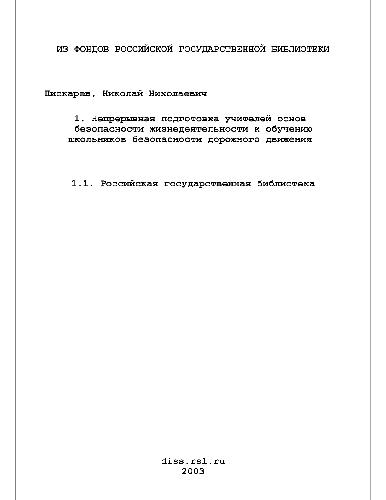 ИЗ ФОНДОВ РОССИЙСКОЙ ГОСУДАРСТВЕННОЙ БИБЛИОТЕКИ
Пискарев, Николай Николаевич
1. Непрерывная подготовка учителей основ
безопасности жизнедеятельности к обучению
школьников безопасности дорожного движения
1.1. Российская государственная библиотека
diss.rsl.ru
2003